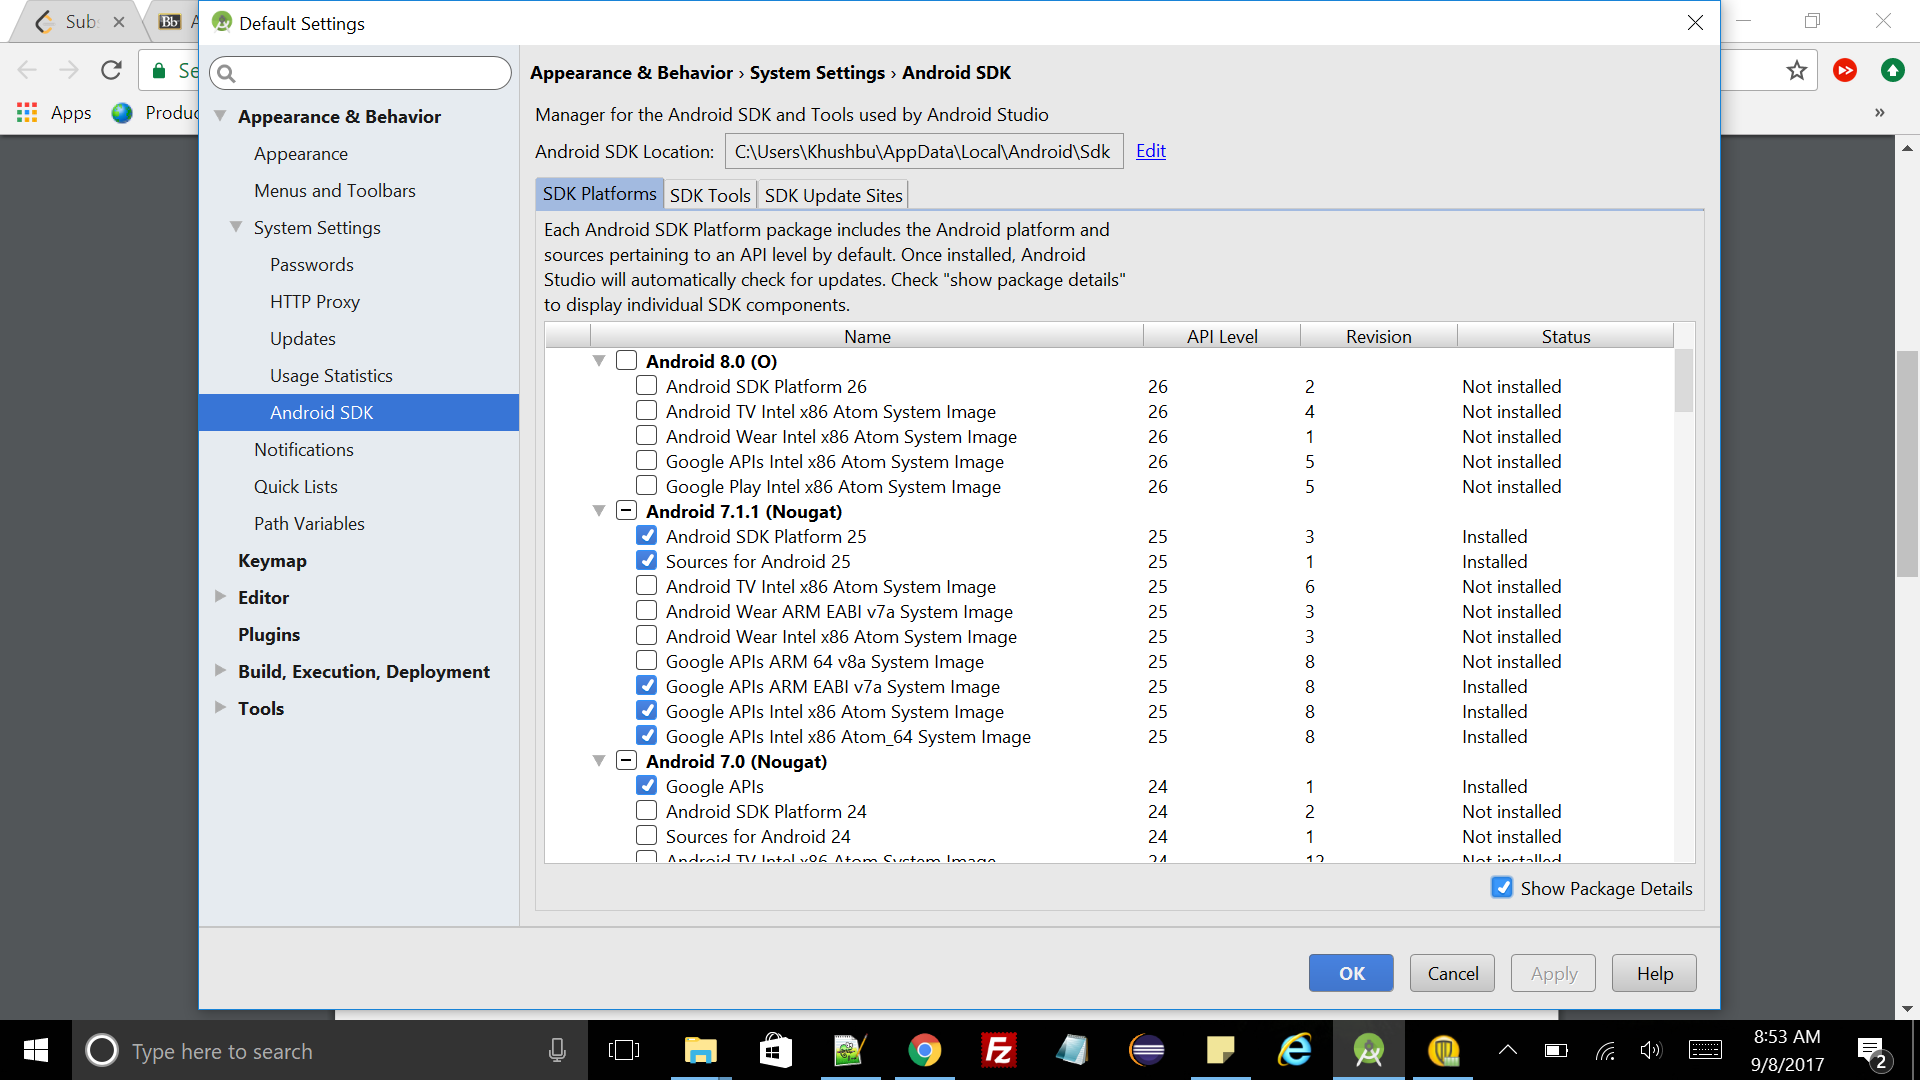 Subs
Bb
A
Default Settings
Se
Apps
Produc
»
Appearance & Behavior
Appearance
Menus and Toolbars
System Settings
Passwords
HTTP Proxy
Updates
Usage Statistics
Android SDK
Notifications
Quick Lists
Path Variables
Keymap
Editor
Plugins
Build, Execution, Deployment
Tools
Appearance & Behavior › System Settings › Android SDK
Manager for the Android SDK and Tools used by Android Studio
Android SDK Location: C:\Users\Khushbu\AppData\Local\Android\Sdk Edit
SDK Platforms SDK Tools SDK Update Sites
Each Android SDK Platform package includes the Android platform and
sources pertaining to an API level by default. Once installed, Android
Studio will automatically check for updates. Check "show package details"
to display individual SDK components.
Name API Level Revision Status
Android 8.0 (O)
Android SDK Platform 26 26 2 Not installed
Android TV Intel x86 Atom System Image 26 4 Not installed
Android Wear Intel x86 Atom System Image 26 1 Not installed
Google APIs Intel x86 Atom System Image 26 5 Not installed
Google Play Intel x86 Atom System Image 26 5 Not installed
Android 7.1.1 (Nougat)
Android SDK Platform 25 25 3 Installed
Sources for Android 25 25 1 Installed
Android TV Intel x86 Atom System Image 25 6 Not installed
Android Wear ARM EABI v7a System Image 25 3 Not installed
Android Wear Intel x86 Atom System Image 25 3 Not installed
Google APIs ARM 64 v8a System Image 25 8 Not installed
Google APIs ARM EABI v7a System Image 25 8 Installed
Google APIs Intel x86 Atom System Image 25 8 Installed
Google APIs Intel x86 Atom_64 System Image 25 8 Installed
Android 7.0 (Nougat)
Google APIs 24 1 Installed
Android SDK Platform 24 24 2 Not installed
Sources for Android 24 24 1 Not installed
Android TV Intel x86 Atom System Image 24 12 Not installed
Show Package Details
OK Cancel Apply Help
Type here to search
Fz
8:53 AM
9/8/2017
2